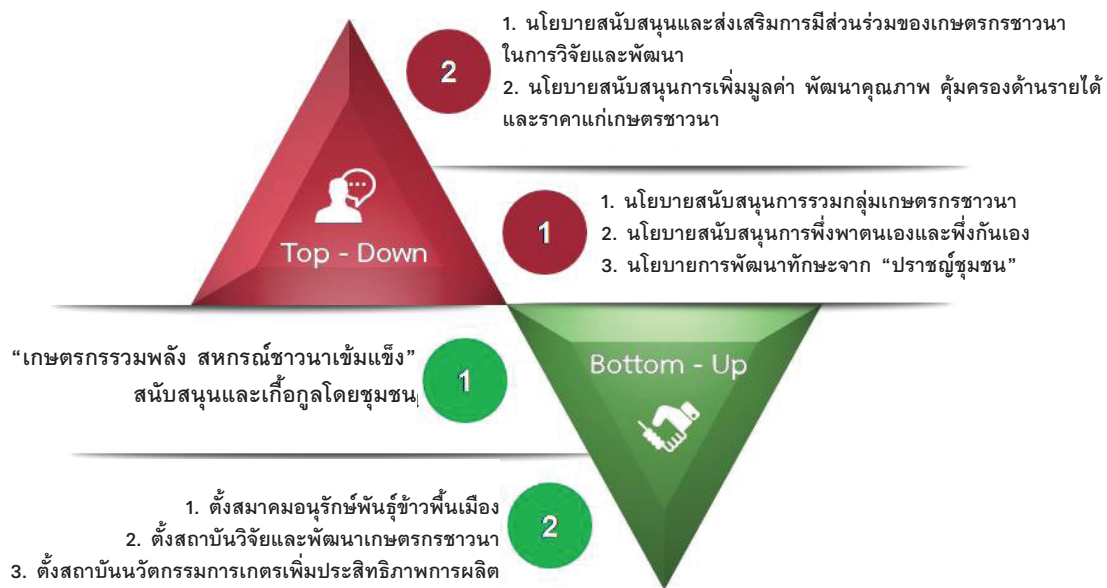 1. นโยบายสนับสนุนและส่งเสริมการมีส่วนร่วมของเกษตรกรชาวนา
ในการวิจัยและพัฒนา
2. นโยบายสนับสนุนการเพิ่มมูลค่า พัฒนาคุณภาพ คุ้มครองด้านรายได้
และราคาแก่เกษตรชาวนา
2
1. นโยบายสนับสนุนการรวมกลุ่มเกษตรกรชาวนา
2. นโยบายสนับสนุนการพึ่งพาตนเองและพึ่งกันเอง
3. นโยบายการพัฒนาทักษะจาก “ปราชญ์ชุมชน”
1
Top - Down
“เกษตรกรรวมพลัง สหกรณ์ชาวนาเข้มแข็ง”
สนับสนุนและเกื้อกูลโดยชุมชน
1
Bottom - Up
1. ตั้งสมาคมอนุรักษ์พันธุ์ข้าวพื้นเมือง
2. ตั้งสถาบันวิจัยและพัฒนาเกษตรกรชาวนา
3. ตั้งสถาบันนวัตกรรมการเกตรเพิ่มประสิทธิภาพการผลิต
2